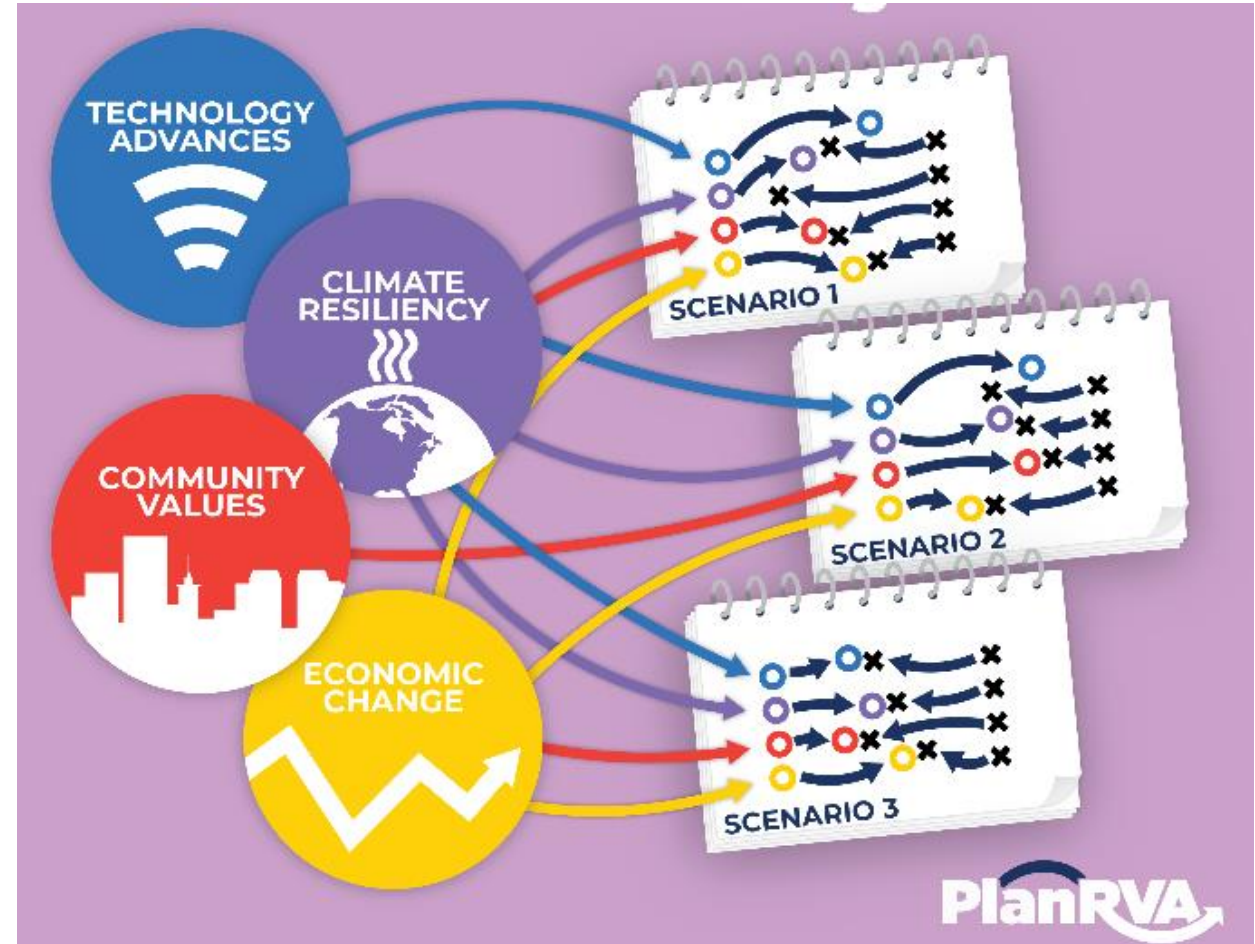 TECHNOLOGY
ADVANCES
CLIMATE
RESILIENCY
COMMUNITY
VALUES
ECONOMIC
CHANGE
SCENARIO 1
SCENARIO 2
SCENARIO 3
PlanRVA